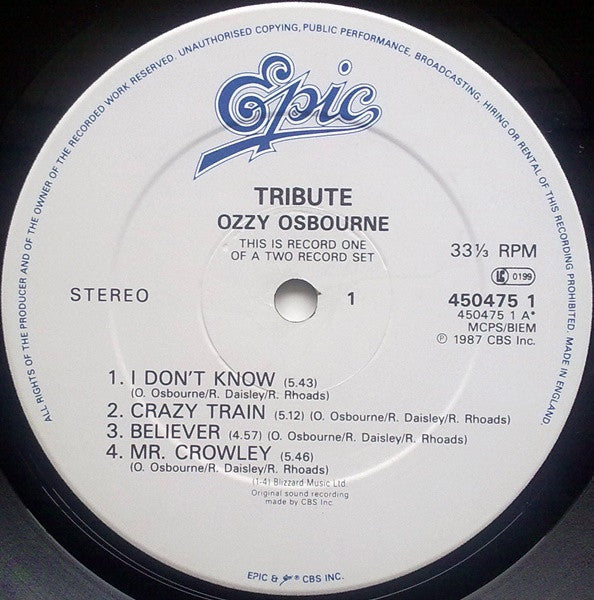 ALL RIGHTS OF THE PRODUCER AND OF THE OWNER OF THE RECORDED WORK RESERVED. UNAUTHORISED COPYING, PUBLIC PERFORMANCE, BROADCASTING, HIRING OR RENTAL OF THIS RECORDING PROHIBITED. MADE IN ENGLAND.
Epic
TRIBUTE
OZZY OSBOURNE
THIS IS RECORD ONE
OF A TWO RECORD SET
33⅓ RPM
LC 0199
STEREO
1
450475 1
450475 1 A*
MCPS/BIEM
℗ 1987 CBS Inc.
1. I DON'T KNOW (5.43)
(O. Osbourne/R. Daisley/R. Rhoads)
2. CRAZY TRAIN (5.12) (O. Osbourne/R. Daisley/R. Rhoads)
3. BELIEVER (4.57) (O. Osbourne/R. Daisley/R. Rhoads)
4. MR. CROWLEY (5.46)
(O. Osbourne/R. Daisley/R. Rhoads)
(1-4) Blizzard Music Ltd.
Original sound recording
made by CBS Inc.
EPIC & ® CBS INC.